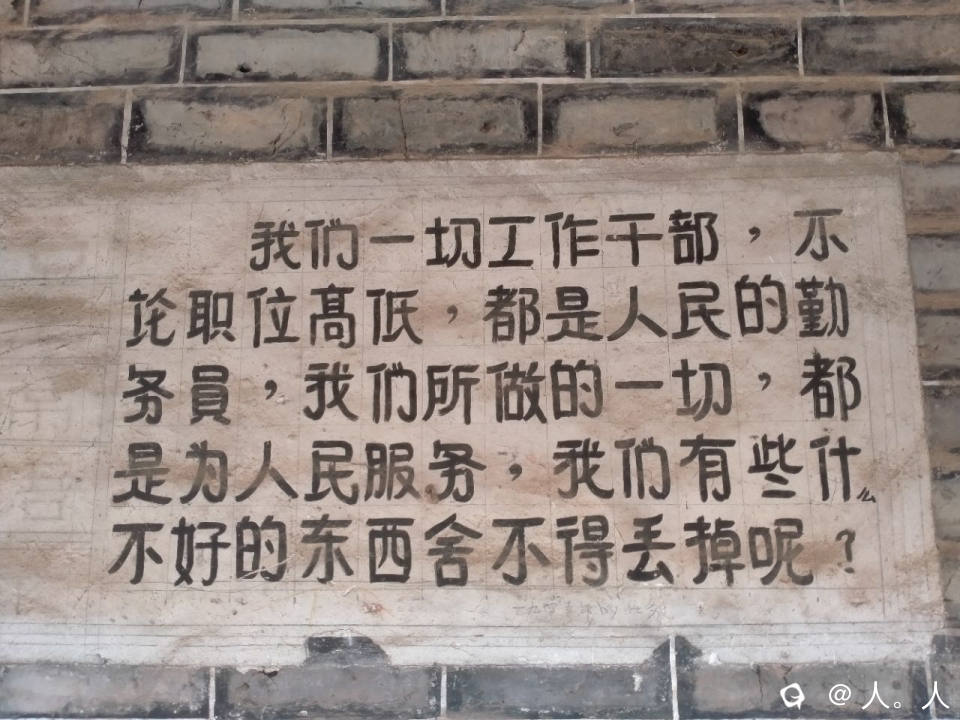 我们一切工作干部，不
论职位高低，都是人民的勤
务員，我们所做的一切，都
是为人民服务，我们有些什么
不好的东西舍不得丢掉呢？
@人。人